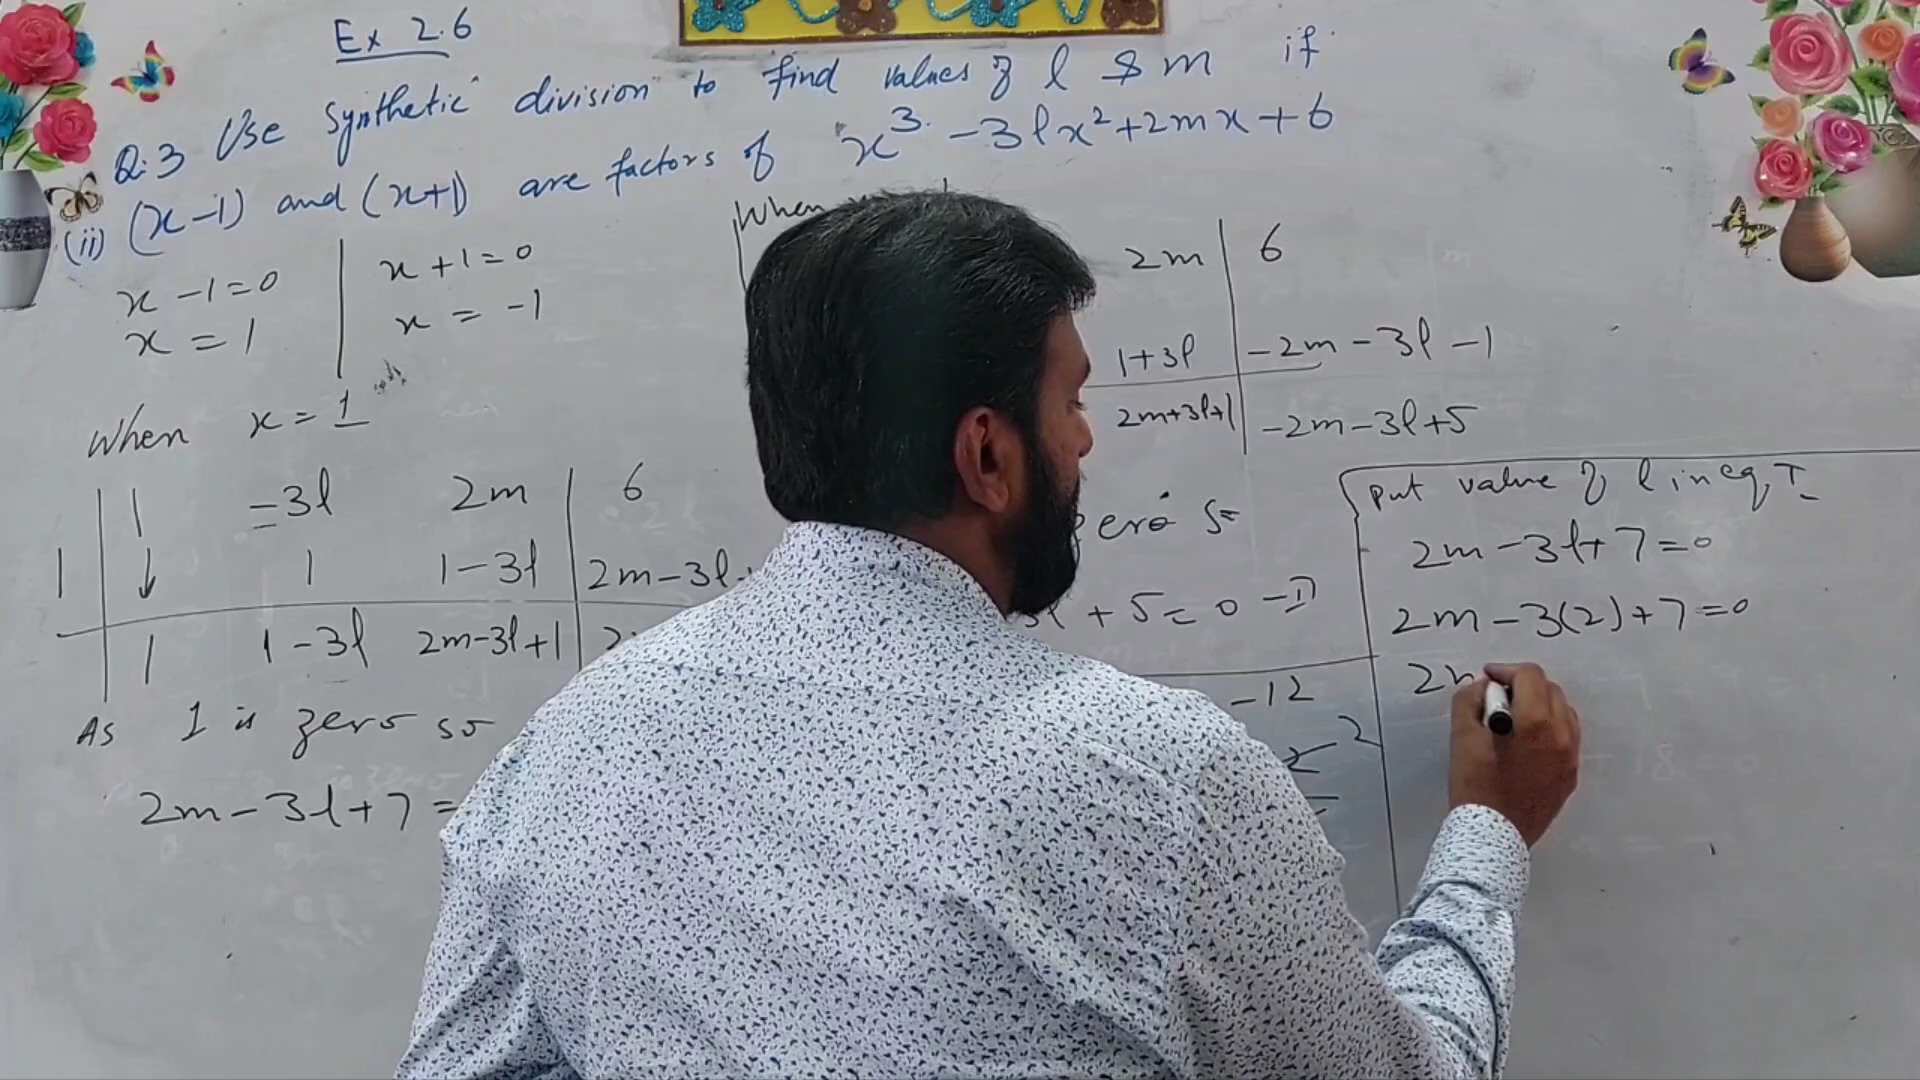 Ex 2.6
Q.3 Use Synthetic division to find values of l & m if
(ii) (x-1) and (x+1) are factors of x³ -3lx²+2mx+6
x-1=0
x=1
x+1=0
x=-1
When x=1
1 -3l 2m 6
1 1 1-3l 2m-3l
1 1-3l 2m-3l+1
As 1 is zero so
2m-3l+7=
When
2m 6
1+3l -2m-3l-1
2m+3l+1 -2m-3l+5
zero so
+5=0 -II
-12
2
Put value of l in eq I
2m-3l+7=0
2m-3(2)+7=0
2m